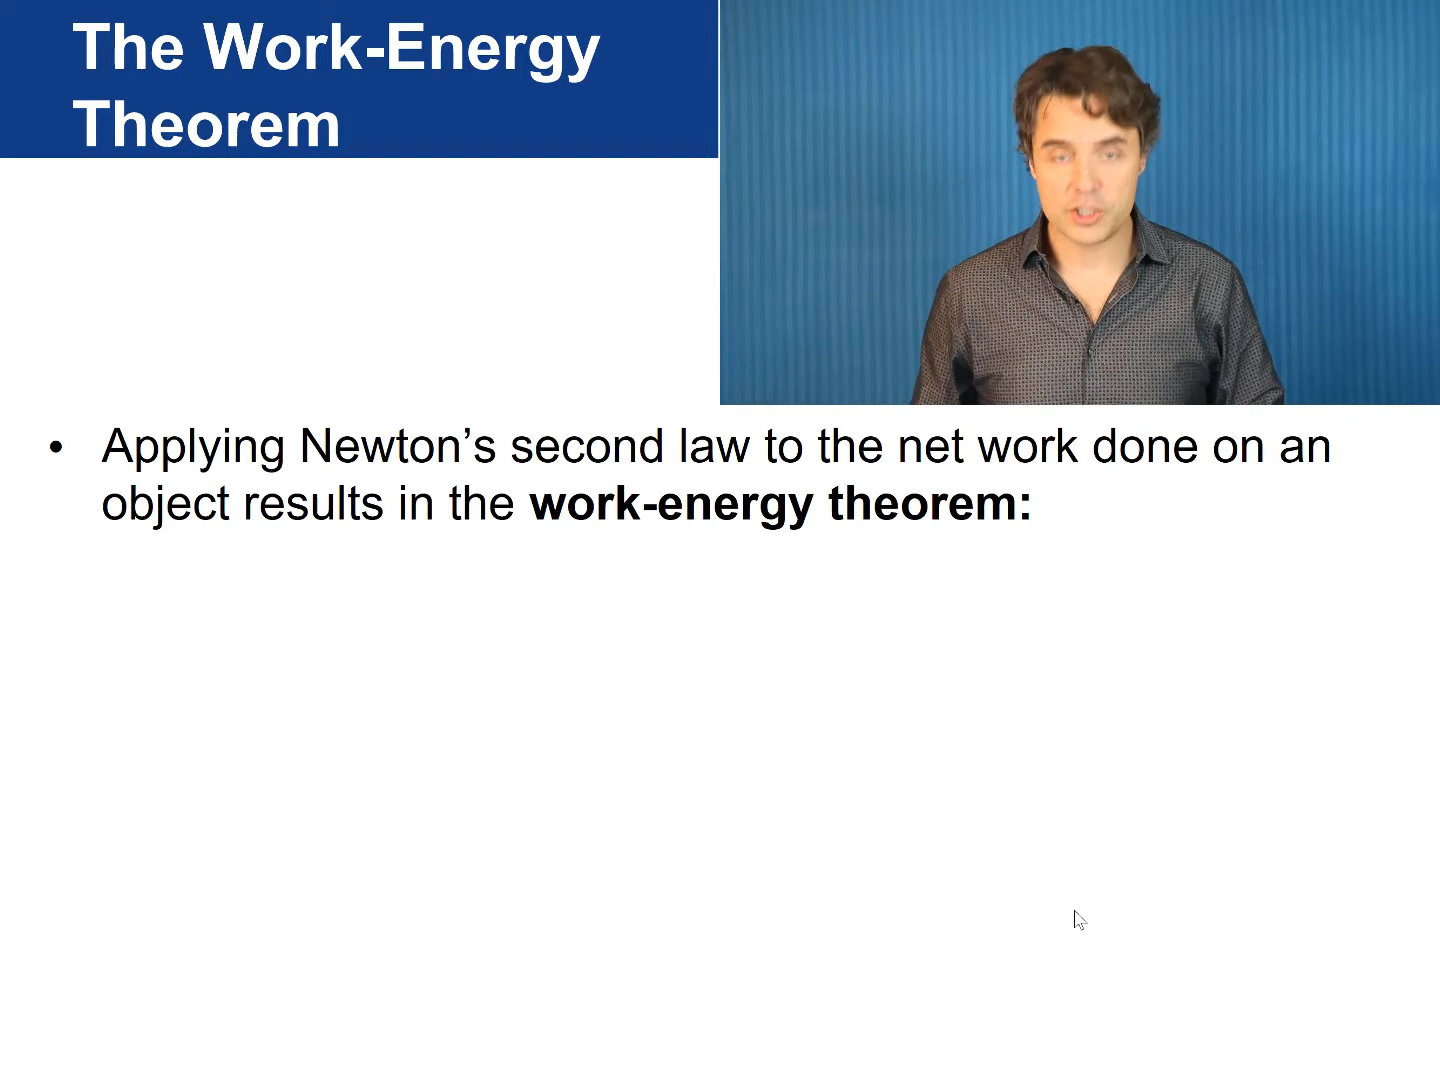 The Work-Energy
Theorem
• Applying Newton’s second law to the net work done on an
object results in the work-energy theorem: